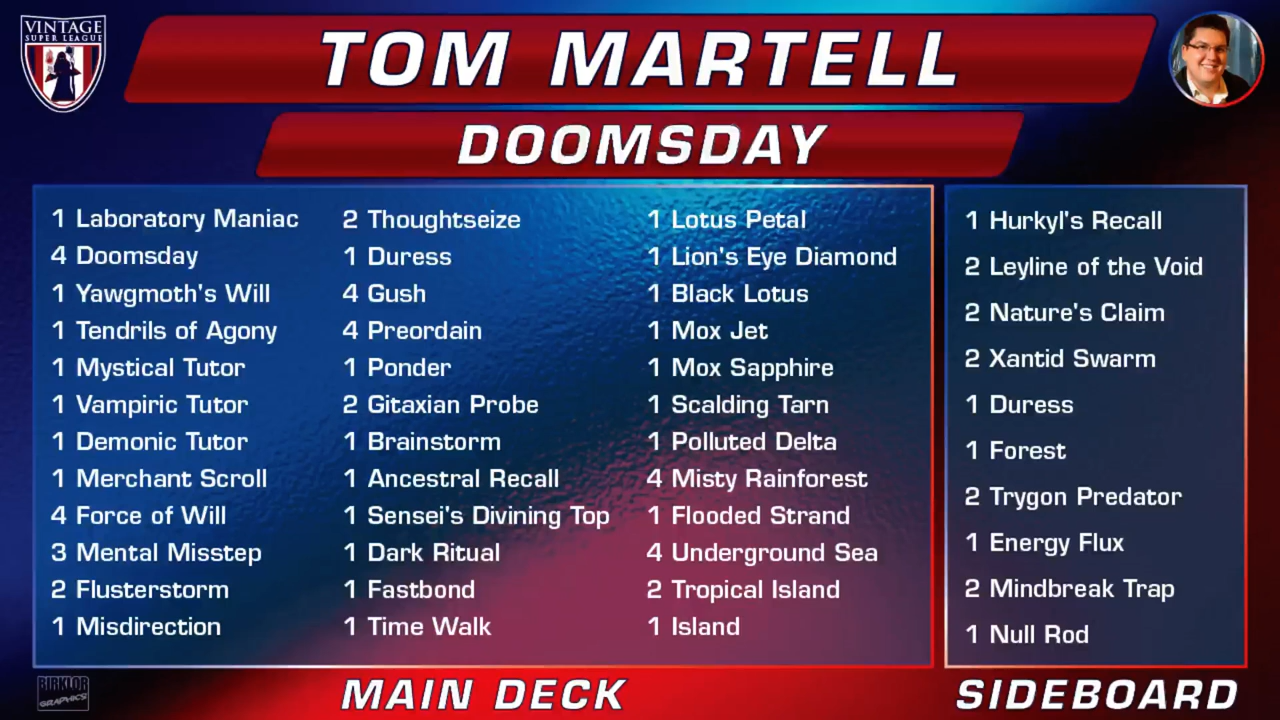 VINTAGE
SUPER LEAGUE
TOM MARTELL
DOOMSDAY
1 Laboratory Maniac
4 Doomsday
1 Yawgmoth's Will
1 Tendrils of Agony
1 Mystical Tutor
1 Vampiric Tutor
1 Demonic Tutor
1 Merchant Scroll
4 Force of Will
3 Mental Misstep
2 Flusterstorm
1 Misdirection
2 Thoughtseize
1 Duress
4 Gush
4 Preordain
1 Ponder
2 Gitaxian Probe
1 Brainstorm
1 Ancestral Recall
1 Sensei's Divining Top
1 Dark Ritual
1 Fastbond
1 Time Walk
1 Lotus Petal
1 Lion's Eye Diamond
1 Black Lotus
1 Mox Jet
1 Mox Sapphire
1 Scalding Tarn
1 Polluted Delta
4 Misty Rainforest
1 Flooded Strand
4 Underground Sea
2 Tropical Island
1 Island
1 Hurkyl's Recall
2 Leyline of the Void
2 Nature's Claim
2 Xantid Swarm
1 Duress
1 Forest
2 Trygon Predator
1 Energy Flux
2 Mindbreak Trap
1 Null Rod
BIRKLOR
GRAPHICS!
MAIN DECK
SIDEBOARD